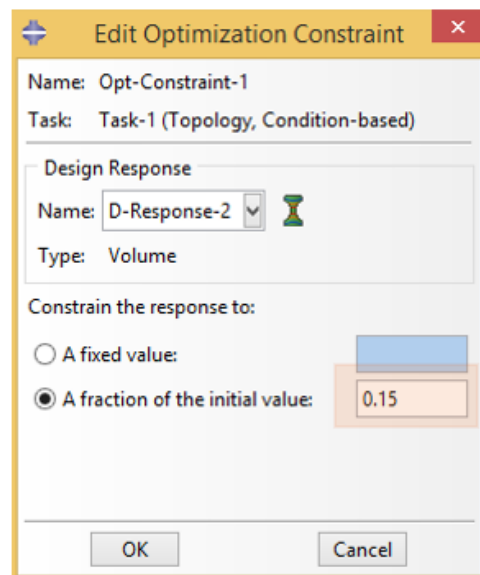 Edit Optimization Constraint
Name: Opt-Constraint-1
Task: Task-1 (Topology, Condition-based)
Design Response
Name: D-Response-2
Type: Volume
Constrain the response to:
A fixed value:
A fraction of the initial value: 0.15
OK Cancel